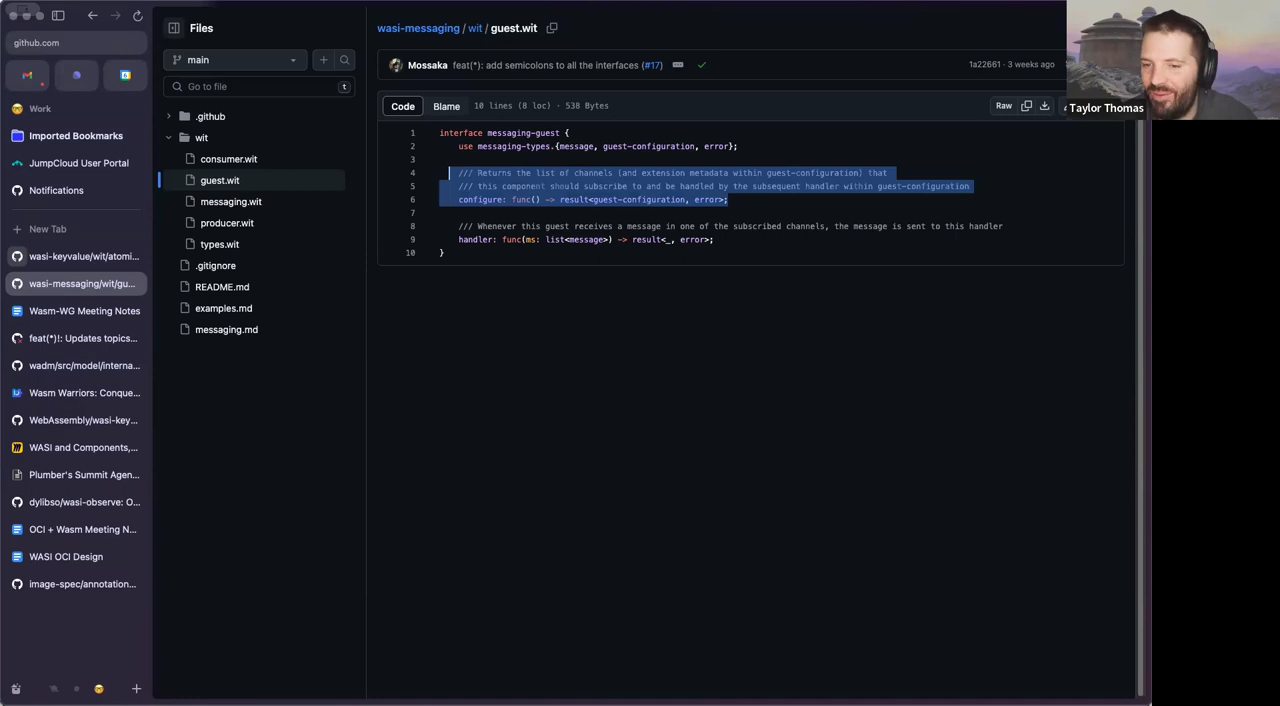 github.com
Work
Imported Bookmarks
JumpCloud User Portal
Notifications
New Tab
wasi-keyvalue/wit/atomi...
wasi-messaging/wit/gu...
Wasm-WG Meeting Notes
feat(*)!: Updates topics...
wadm/src/model/interna...
Wasm Warriors: Conque...
WebAssembly/wasi-key...
WASI and Components,...
Plumber's Summit Agen...
dylibso/wasi-observe: O...
OCI + Wasm Meeting N...
WASI OCI Design
image-spec/annotation...
Files
main
Go to file
t
.github
wit
consumer.wit
guest.wit
messaging.wit
producer.wit
types.wit
.gitignore
README.md
examples.md
messaging.md
wasi-messaging / wit / guest.wit
Mossaka feat(*): add semicolons to all the interfaces (#17)
1a22661 · 3 weeks ago
Code Blame 10 lines (8 loc) · 538 Bytes
Raw
1 interface messaging-guest {
2 use messaging-types.{message, guest-configuration, error};
3
4 /// Returns the list of channels (and extension metadata within guest-configuration) that
5 /// this component should subscribe to and be handled by the subsequent handler within guest-configuration
6 configure: func() -> result<guest-configuration, error>;
7
8 /// Whenever this guest receives a message in one of the subscribed channels, the message is sent to this handler
9 handler: func(ms: list<message>) -> result<_, error>;
10 }
Taylor Thomas